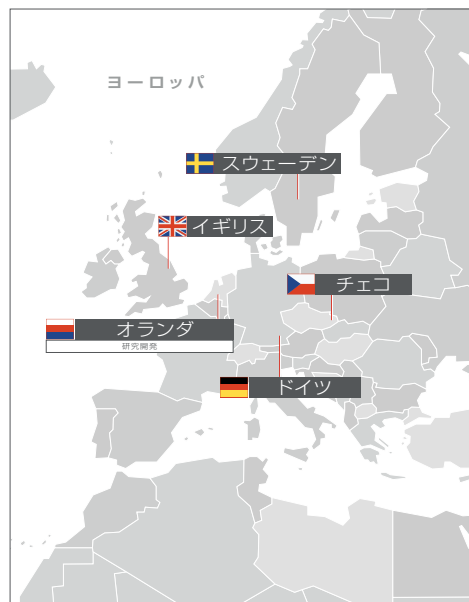 ヨーロッパ
スウェーデン
イギリス
チェコ
オランダ
研究開発
ドイツ